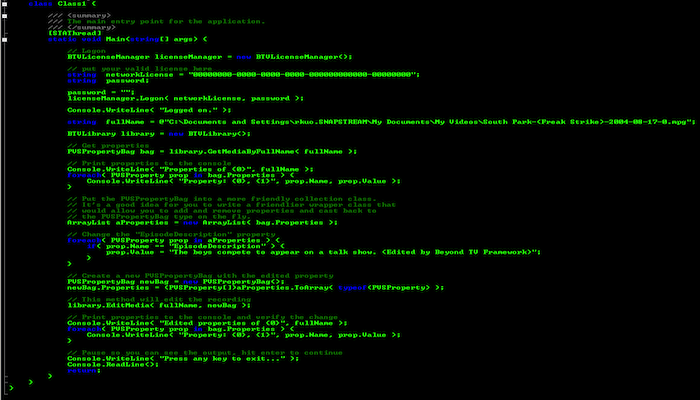 class Class1 {
/// <summary>
/// The main entry point for the application.
/// </summary>
[STAThread]
static void Main(string[] args) {
// Logon
BTVLicenseManager licenseManager = new BTVLicenseManager();
// put your valid license here
string networkLicense = "00000000-0000-0000-0000-000000000000-00000000";
string password;
password = "";
licenseManager.Logon( networkLicense, password );
Console.WriteLine( "Logged on." );
string fullName = @"C:\Documents and Settings\rkuo.SNAPSTREAM\My Documents\My Videos\South Park-(Freak Strike)-2004-08-17-0.mpg";
BTVLibrary library = new BTVLibrary();
// Get properties
PVSPropertyBag bag = library.GetMediaByFullName( fullName );
// Print properties to the console
Console.WriteLine( "Properties of {0}", fullName );
foreach( PVSProperty prop in bag.Properties ) {
Console.WriteLine( "Property: {0}, {1}", prop.Name, prop.Value );
}
// Put the PVSPropertyBag into a more friendly collection class.
// It's a good idea for you to write a friendlier wrapper class that
// would allow you to add and remove properties and cast back to
// the PVSPropertyBag type on the fly.
ArrayList aProperties = new ArrayList( bag.Properties );
// Change the "EpisodeDescription" property
foreach( PVSProperty prop in aProperties ) {
if( prop.Name == "EpisodeDescription" ) {
prop.Value = "The boys compete to appear on a talk show. (Edited by Beyond TV Framework)";
}
}
// Create a new PVSPropertyBag with the edited property
PVSPropertyBag newBag = new PVSPropertyBag();
newBag.Properties = (PVSProperty[])aProperties.ToArray( typeof(PVSProperty) );
// This method will edit the recording
library.EditMedia( fullName, newBag );
// Print properties to the console and verify the change
Console.WriteLine( "Edited properties of {0}", fullName );
foreach( PVSProperty prop in bag.Properties ) {
Console.WriteLine( "Property: {0}, {1}", prop.Name, prop.Value );
}
// Pause so you can see the output, hit enter to continue
Console.WriteLine( "Press any key to exit..." );
Console.ReadLine();
return;
}
}
}